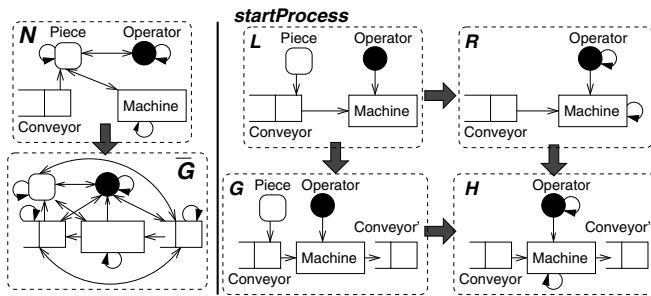 startProcess
N
Piece
Operator
Machine
Conveyor
G
L
Piece
Operator
Machine
Conveyor
R
Operator
Machine
Conveyor
G
Piece
Operator
Conveyor'
Machine
Conveyor
H
Operator
Conveyor'
Machine
Conveyor